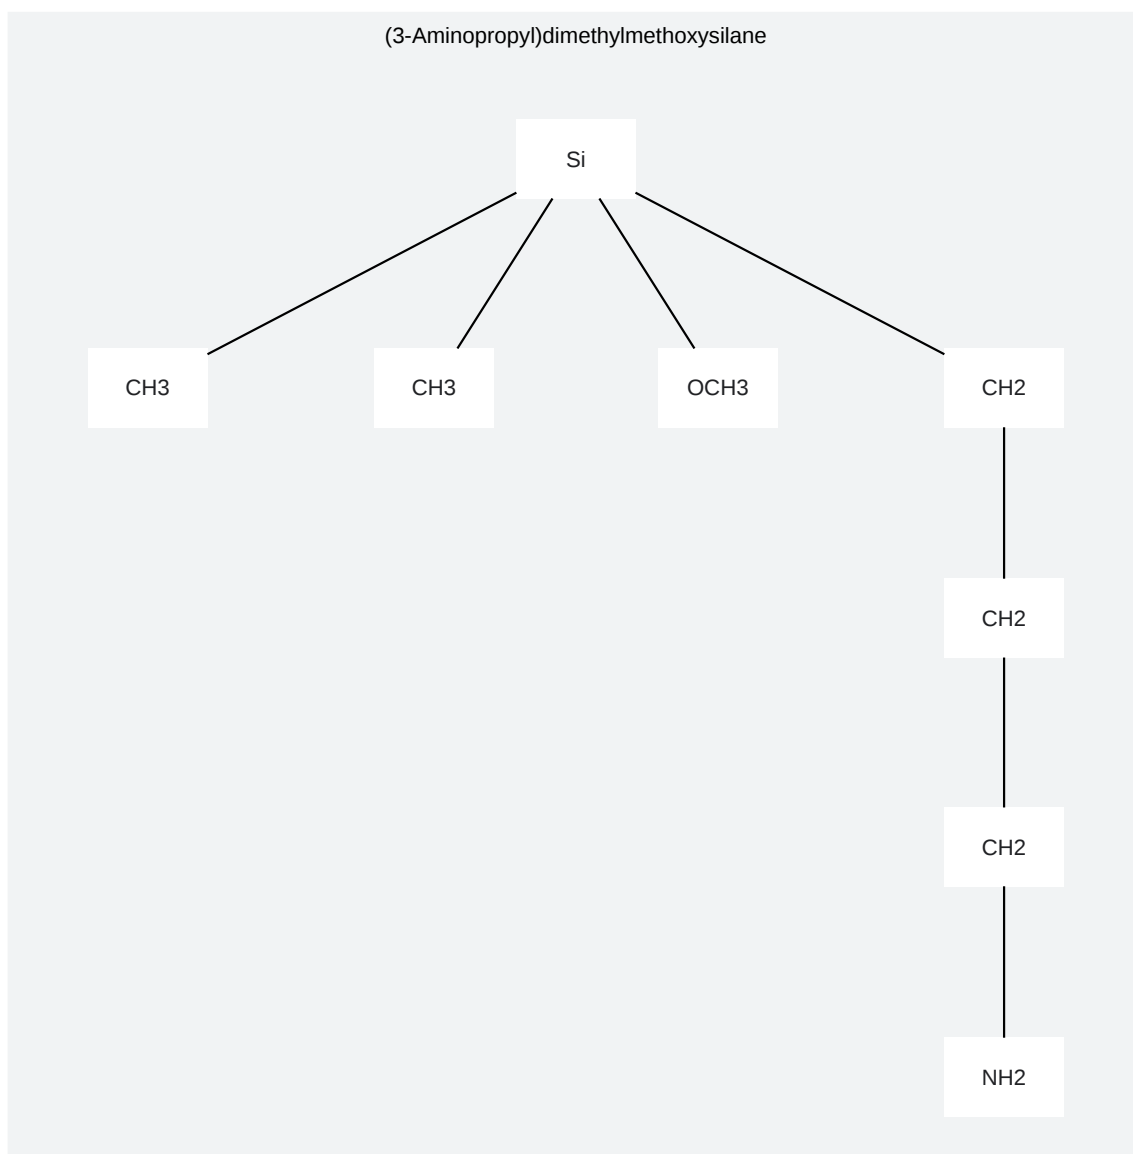 (3-Aminopropyl)dimethylmethoxysilane
Si
CH3
CH3
OCH3
CH2
CH2
CH2
NH2